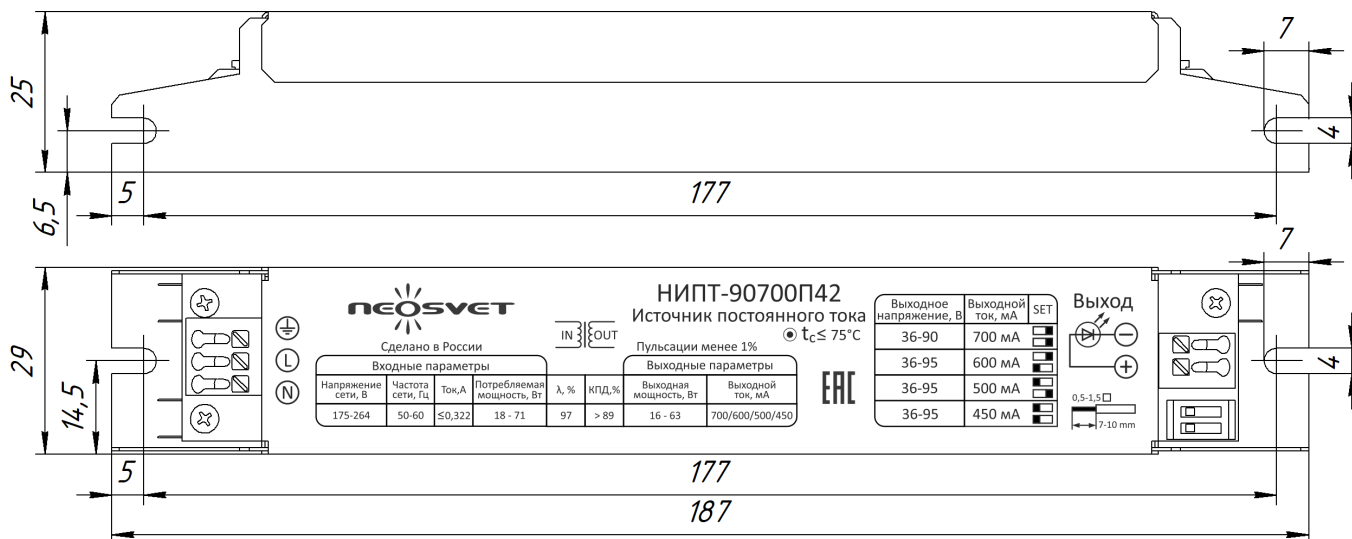 7
25
4
6,5
5
177
7
29
14,5
4
5
177
187
NEOSVET
Сделано в России
IN OUT
НИПТ-90700П42
Источник постоянного тока
tc≤ 75°C
Пульсации менее 1%
L
N
Входные параметры
Выходные параметры
Напряжение сети, В
Частота сети, Гц
Ток,А
Потребляемая мощность, Вт
λ, %
КПД,%
Выходная мощность, Вт
Выходной ток, мА
175-264 50-60 ≤0,322 18 - 71 97 > 89 16 - 63 700/600/500/450
EAC
Выходное напряжение, В
Выходной ток, мА
SET
36-90 700 мА
36-95 600 мА
36-95 500 мА
36-95 450 мА
Выход
−
+
0,5-1,5
7-10 mm